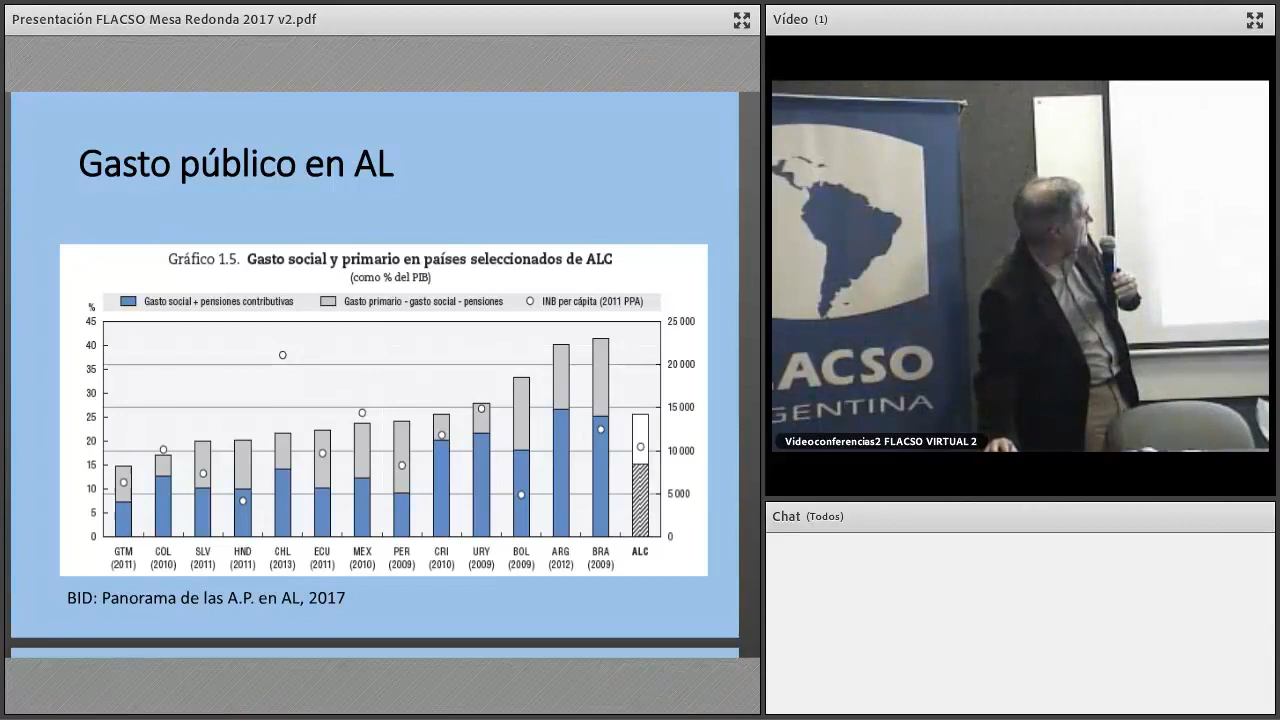 Presentación FLACSO Mesa Redonda 2017 v2.pdf
Gasto público en AL
Gráfico 1.5. Gasto social y primario en países seleccionados de ALC
(como % del PIB)
% Gasto social + pensiones contributivas Gasto primario - gasto social - pensiones INB per cápita (2011 PPA)
45 25 000
40
35 20 000
30
25 15 000
20
15 10 000
10
5 5 000
0 0
GTM COL SLV HND CHL ECU MEX PER CRI URY BOL ARG BRA ALC
(2011) (2010) (2011) (2011) (2013) (2011) (2010) (2009) (2010) (2009) (2009) (2012) (2009)
BID: Panorama de las A.P. en AL, 2017
Vídeo (1)
LACSO
GENTINA
Videoconferencias2 FLACSO VIRTUAL 2
Chat (Todos)